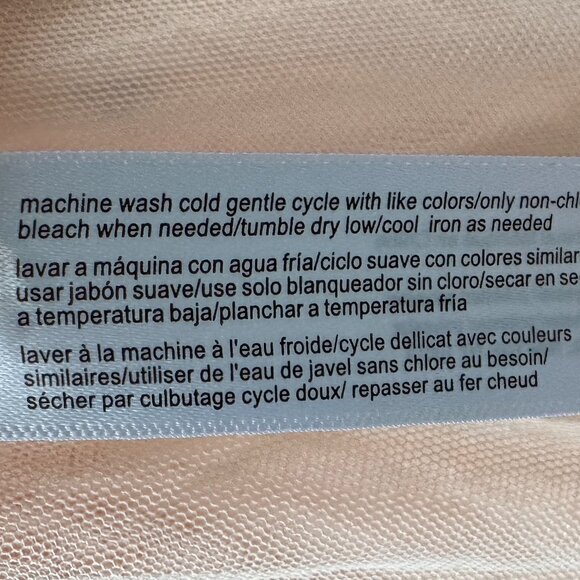 machine wash cold gentle cycle with like colors/only non-chl
bleach when needed/tumble dry low/cool iron as needed
lavar a máquina con agua fría/ciclo suave con colores similar
usar jabón suave/use solo blanqueador sin cloro/secar en se
a temperatura baja/planchar a temperatura fría
laver à la machine à l'eau froide/cycle dellicat avec couleurs
similaires/utiliser de l'eau de javel sans chlore au besoin/
sécher par culbutage cycle doux/ repasser au fer cheud